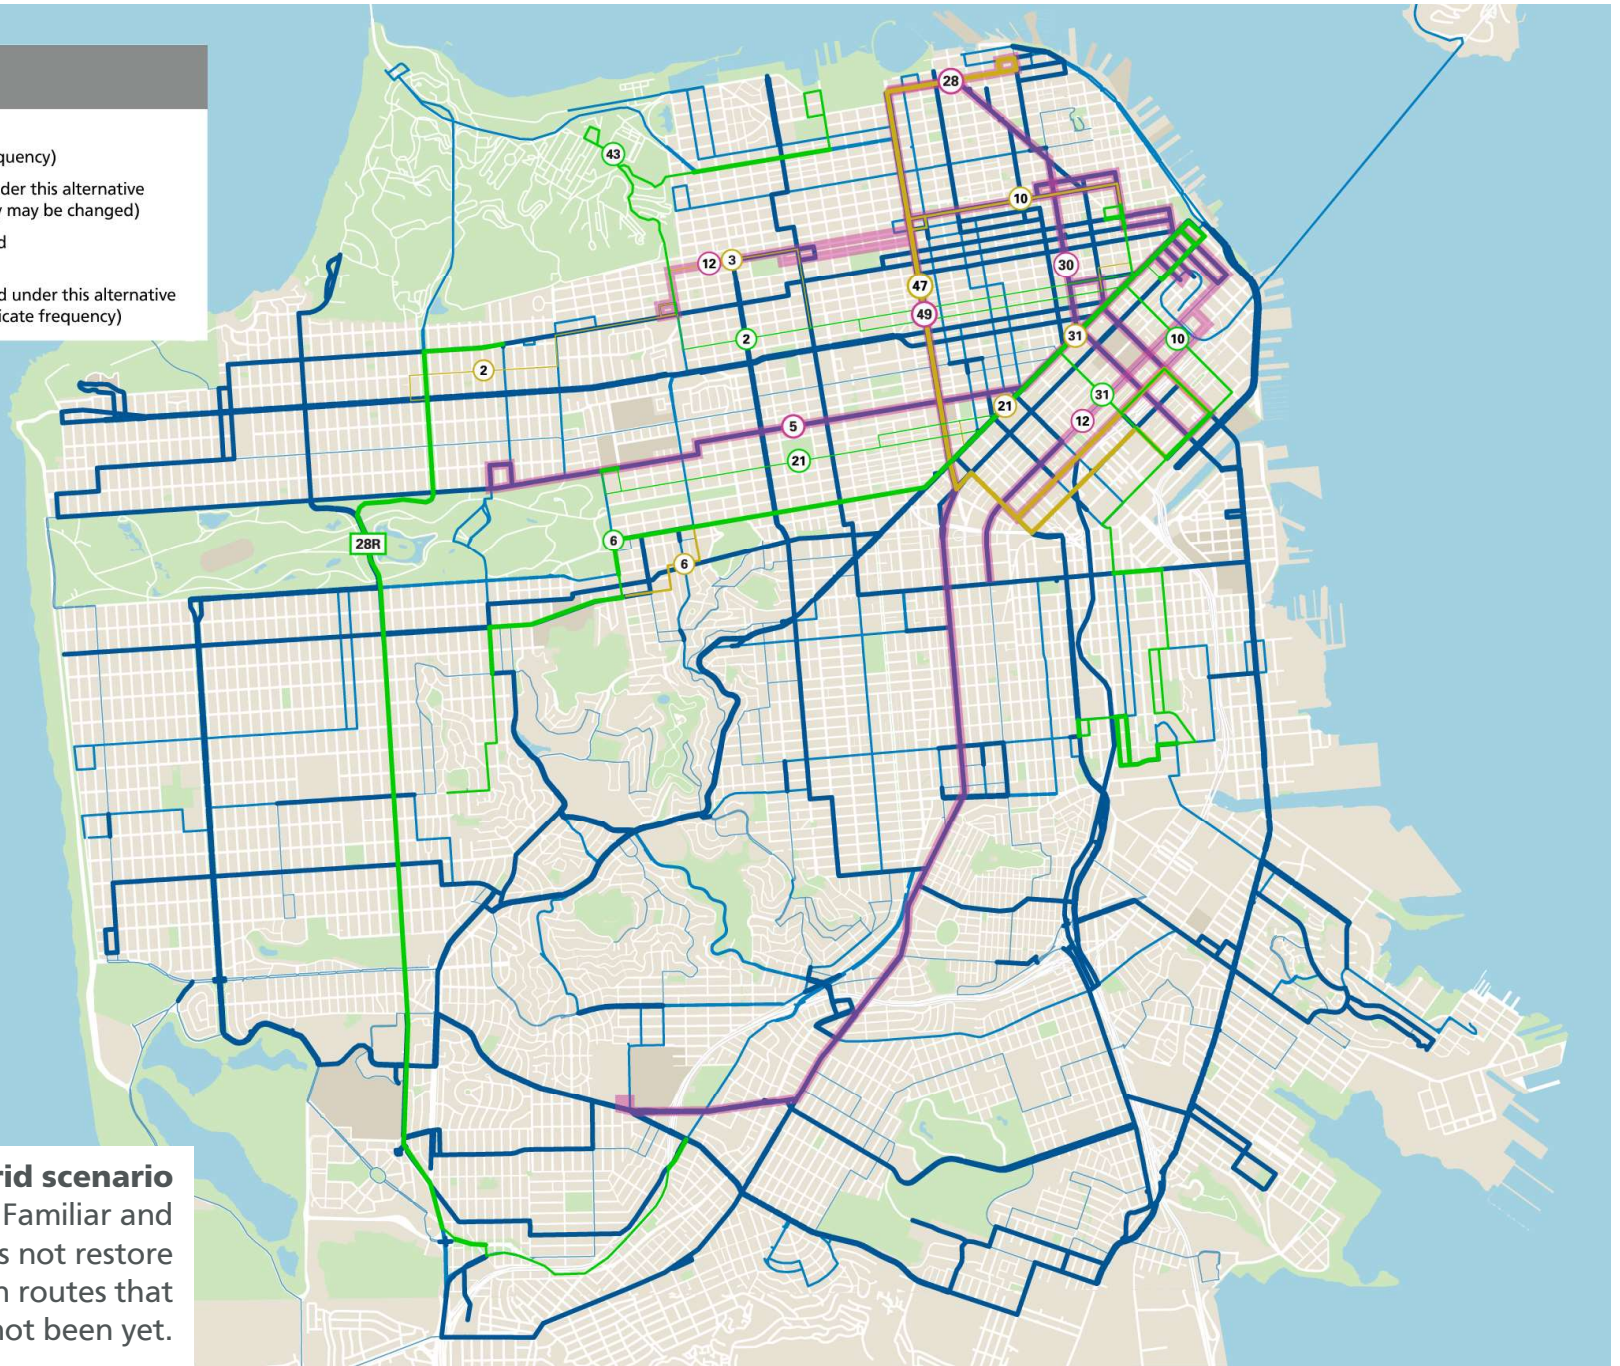 quency)
der this alternative
y may be changed)
d
d under this alternative
icate frequency)
28
43
10
12
3
30
47
49
2
31
10
2
31
21
12
5
21
28R
6
6
rid scenario
Familiar and
s not restore
n routes that
not been yet.